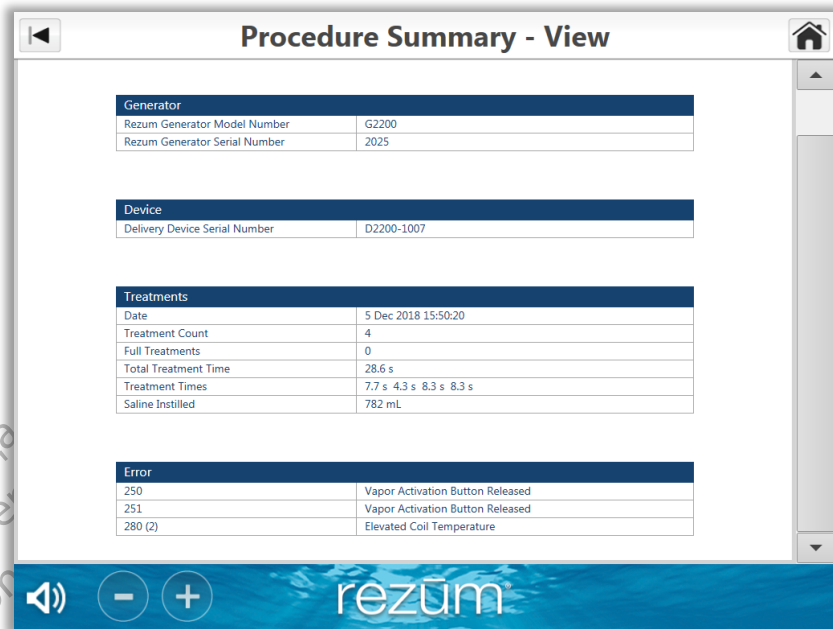 Procedure Summary - View
Generator
Rezum Generator Model Number G2200
Rezum Generator Serial Number 2025
Device
Delivery Device Serial Number D2200-1007
Treatments
Date 5 Dec 2018 15:50:20
Treatment Count 4
Full Treatments 0
Total Treatment Time 28.6 s
Treatment Times 7.7 s 4.3 s 8.3 s 8.3 s
Saline Instilled 782 mL
Error
250 Vapor Activation Button Released
251 Vapor Activation Button Released
280 (2) Elevated Coil Temperature
rezūm